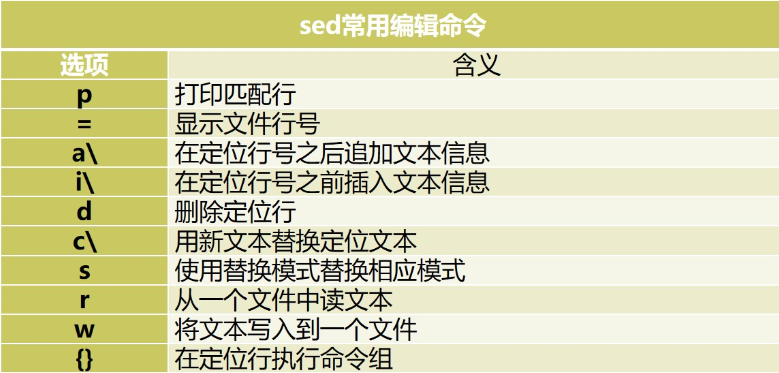 sed常用编辑命令
选项 含义
p 打印匹配行
= 显示文件行号
a\ 在定位行号之后追加文本信息
i\ 在定位行号之前插入文本信息
d 删除定位行
c\ 用新文本替换定位文本
s 使用替换模式替换相应模式
r 从一个文件中读文本
w 将文本写入到一个文件
{} 在定位行执行命令组